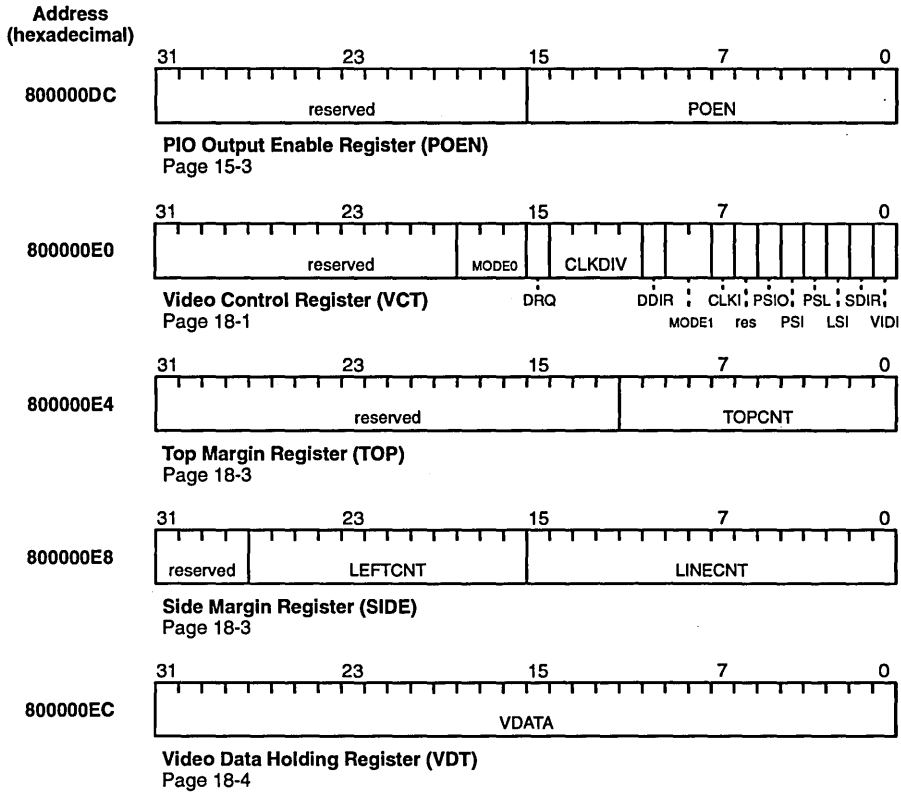 Address
(hexadecimal)
31 23 15 7 0
800000DC
reserved POEN
PIO Output Enable Register (POEN)
Page 15-3
31 23 15 7 0
800000E0
reserved MODE0 CLKDIV
Video Control Register (VCT)
DRQ DDIR CLKI PSIO PSL SDIR
Page 18-1
MODE1 res PSI LSI VIDI
31 23 15 7 0
800000E4
reserved TOPCNT
Top Margin Register (TOP)
Page 18-3
31 23 15 7 0
800000E8
reserved LEFTCNT LINECNT
Side Margin Register (SIDE)
Page 18-3
31 23 15 7 0
800000EC
VDATA
Video Data Holding Register (VDT)
Page 18-4